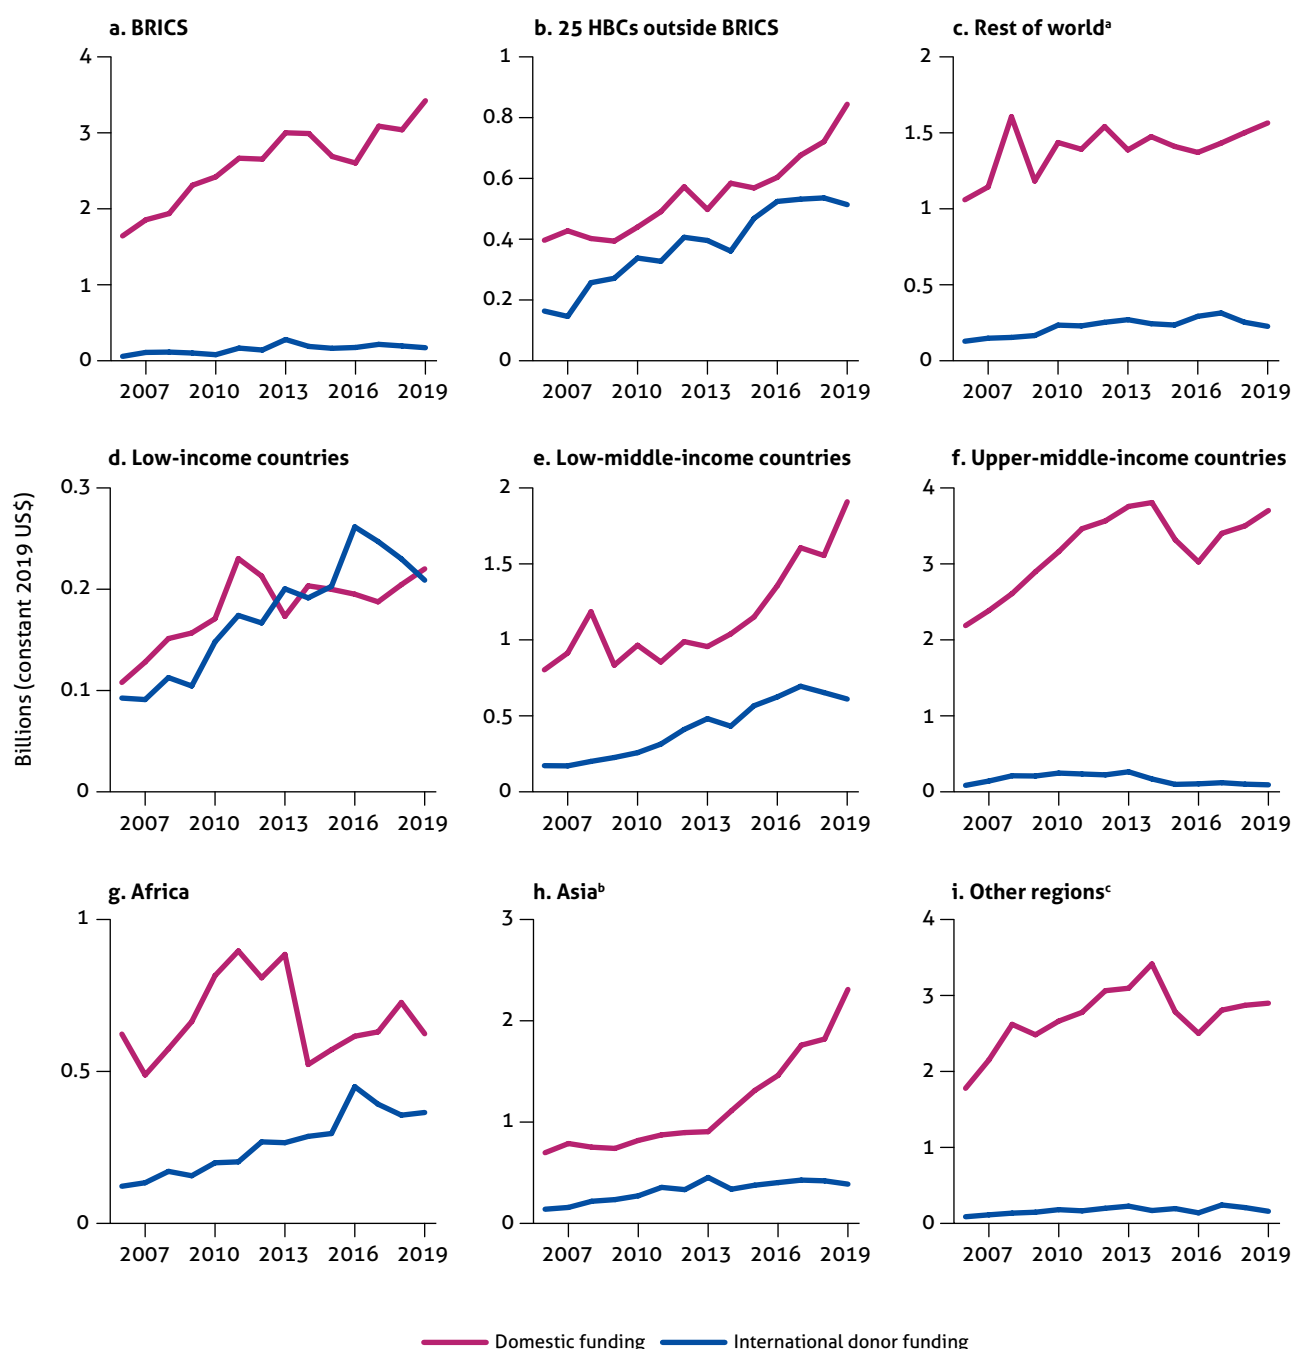 a. BRICS
4
3
2
1
0
2007 2010 2013 2016 2019
b. 25 HBCs outside BRICS
1
0.8
0.6
0.4
0.2
0
2007 2010 2013 2016 2019
c. Rest of worldᵃ
2
1.5
1
0.5
0
2007 2010 2013 2016 2019
Billions (constant 2019 US$)
d. Low-income countries
0.3
0.2
0.1
0
2007 2010 2013 2016 2019
e. Low-middle-income countries
2
1.5
1
0.5
0
2007 2010 2013 2016 2019
f. Upper-middle-income countries
4
3
2
1
0
2007 2010 2013 2016 2019
g. Africa
1
0.5
0
2007 2010 2013 2016 2019
h. Asiaᵇ
3
2
1
0
2007 2010 2013 2016 2019
i. Other regionsᶜ
4
3
2
1
0
2007 2010 2013 2016 2019
Domestic funding International donor funding